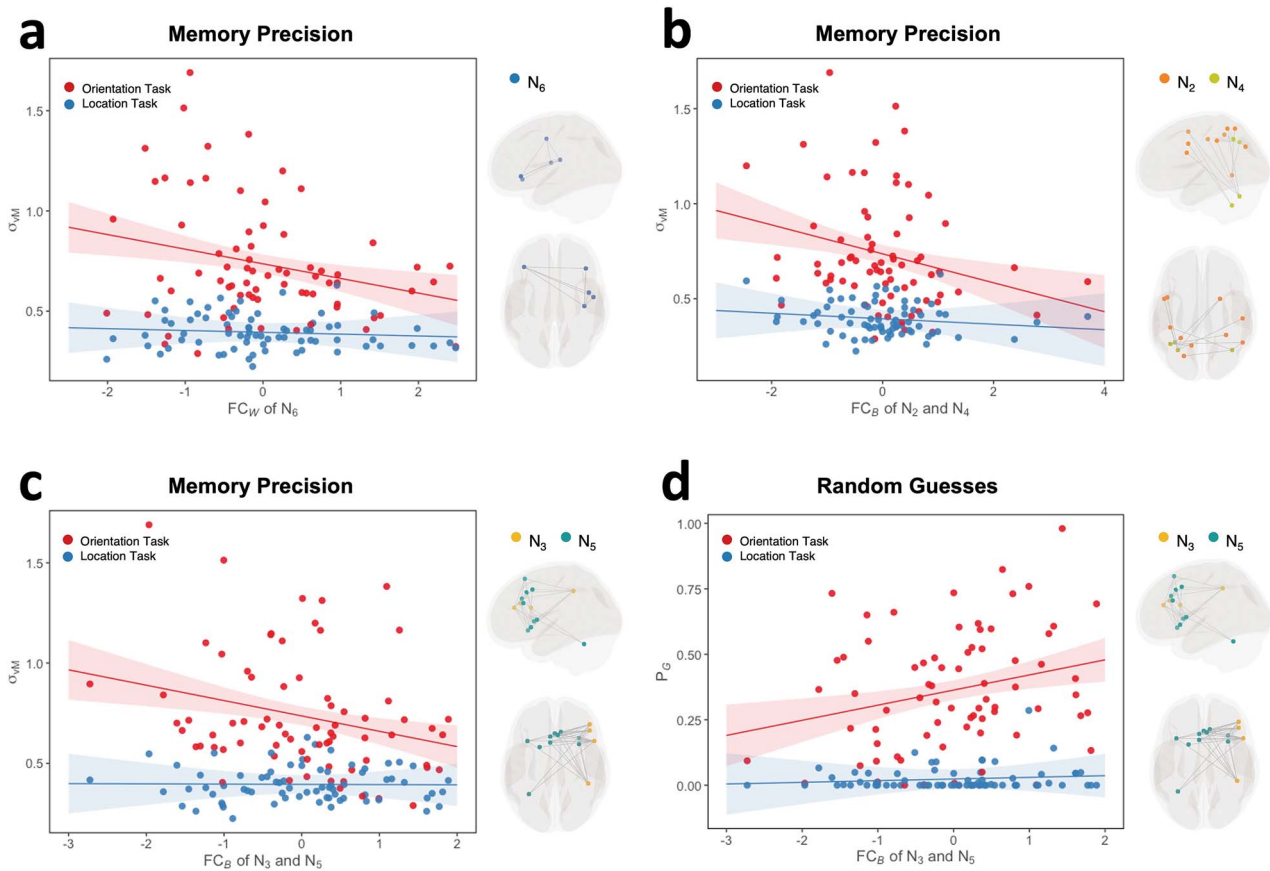 a
Memory Precision
Orientation Task
Location Task
N6
1.5
1.0
0.5
σvM
-2 -1 0 1 2
FCW of N6
b
Memory Precision
Orientation Task
Location Task
N2 N4
1.5
1.0
0.5
σvM
-2 0 2 4
FCB of N2 and N4
c
Memory Precision
Orientation Task
Location Task
N3 N5
1.5
1.0
0.5
σvM
-3 -2 -1 0 1 2
FCB of N3 and N5
d
Random Guesses
Orientation Task
Location Task
N3 N5
1.00
0.75
0.50
0.25
0.00
PG
-3 -2 -1 0 1 2
FCB of N3 and N5